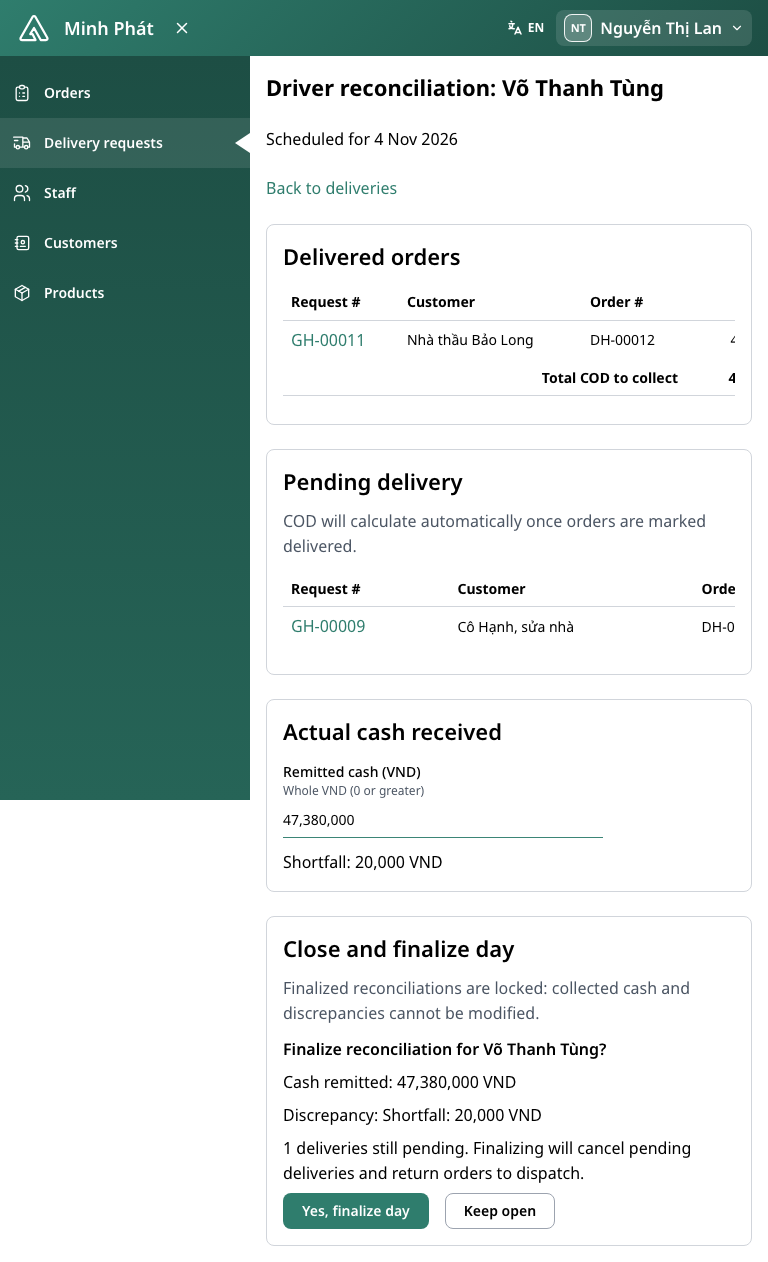 Minh Phát
EN
NT
Nguyễn Thị Lan
Orders
Delivery requests
Staff
Customers
Products
Driver reconciliation: Võ Thanh Tùng
Scheduled for 4 Nov 2026
Back to deliveries
Delivered orders
Request # Customer Order #
GH-00011 Nhà thầu Bảo Long DH-00012
Total COD to collect
Pending delivery
COD will calculate automatically once orders are marked
delivered.
Request # Customer
GH-00009 Cô Hạnh, sửa nhà
Actual cash received
Remitted cash (VND)
Whole VND (0 or greater)
47,380,000
Shortfall: 20,000 VND
Close and finalize day
Finalized reconciliations are locked: collected cash and
discrepancies cannot be modified.
Finalize reconciliation for Võ Thanh Tùng?
Cash remitted: 47,380,000 VND
Discrepancy: Shortfall: 20,000 VND
1 deliveries still pending. Finalizing will cancel pending
deliveries and return orders to dispatch.
Yes, finalize day
Keep open